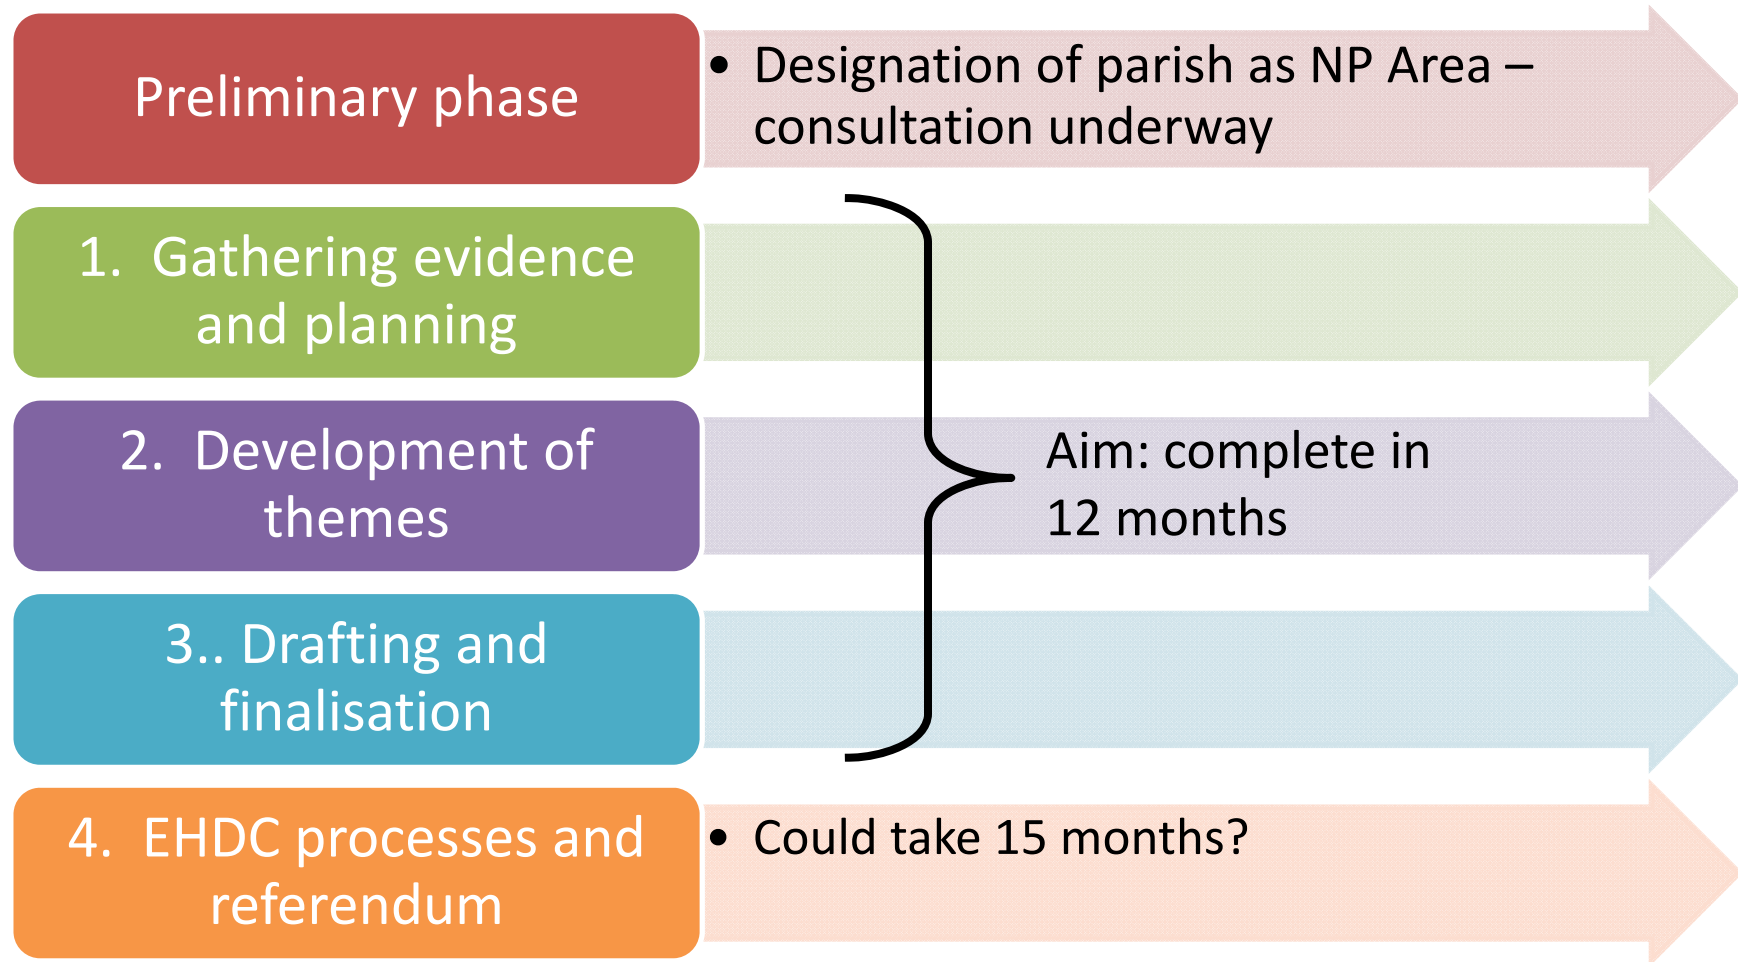 Preliminary phase
• Designation of parish as NP Area –
consultation underway
1.  Gathering evidence
and planning
2.  Development of
themes
Aim: complete in
12 months
3.. Drafting and
finalisation
4.  EHDC processes and
referendum
• Could take 15 months?